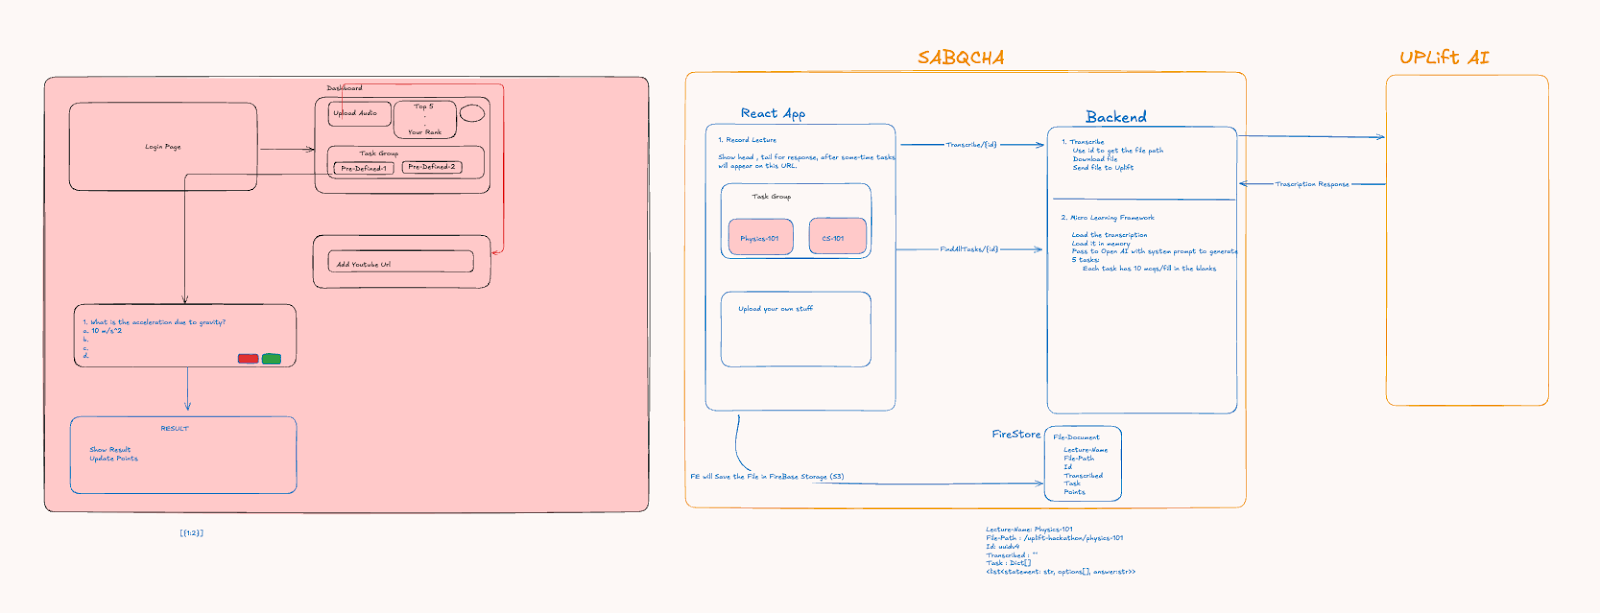 SABQCHA
UPLift AI
Dashboard
Upload Audio
Top 5
-
-
Your Rank
Login Page
Task Group
Pre-Defined-1
Pre-Defined-2
Add Youtube Url
1. What is the acceleration due to gravity?
a. 10 m/s^2
b.
c.
d.
RESULT
Show Result
Update Points
[{1:2}]
React App
1. Record Lecture
Show head , tail for response, after some-time tasks
will appear on this URL.
Task Group
Physics-101
CS-101
Upload your own stuff
Transcribe/{id}
FindAllTasks/{id}
Backend
1. Transcribe
Use id to get the file path
Download file
Send file to Uplift
2. Micro Learning Framework
Load the transcription
Load it in memory
Pass to Open AI with system prompt to generate
5 tasks:
Each task has 10 mcqs/fill in the blanks
Trascription Response
FireStore
File-Document
Lecture-Name
File-Path
Id
Transcribed
Task
Points
FE will Save the File in FireBase Storage (S3)
Lecture-Name: Physics-101
File-Path : /uplift-hackathon/physics-101
Id: uuidv4
Transcribed : ""
Task : Dict[]
<list<statement: str, options[], answer:str>>